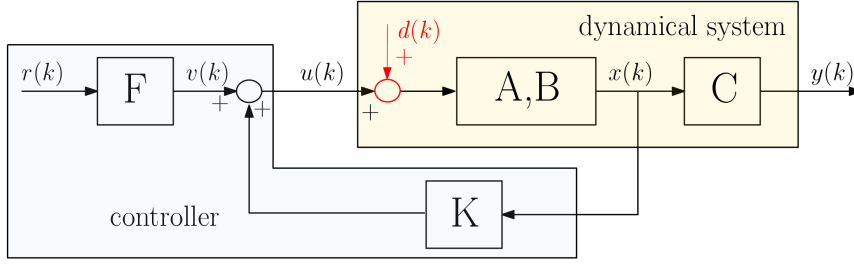 dynamical system
d(k)
+
r(k)
F
v(k)
+
+
u(k)
+
A,B
x(k)
C
y(k)
controller
K